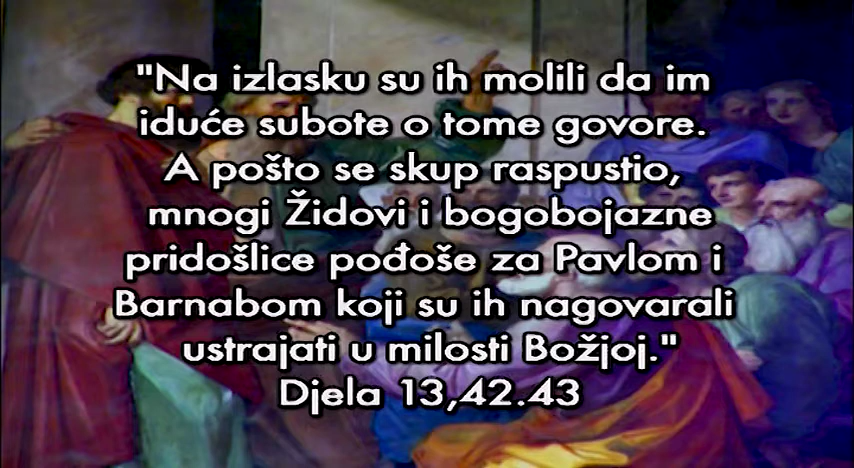 "Na izlasku su ih molili da im
iduće subote o tome govore.
A pošto se skup raspustio,
mnogi Židovi i bogobojazne
pridošlice pođoše za Pavlom i
Barnabom koji su ih nagovarali
ustrajati u milosti Božjoj."
Djela 13,42.43